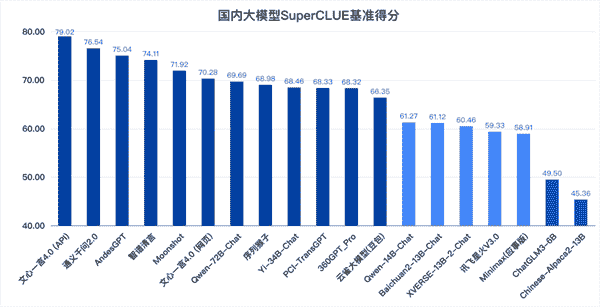 国内大模型SuperCLUE基准得分
80.00
70.00
60.00
50.00
40.00
79.02
76.54
75.04
74.11
71.92
70.28
69.69
68.98
68.46
68.33
68.32
66.35
61.27
61.12
60.46
59.33
58.91
49.50
45.36
文心一言4.0 (API)
通义千问2.0
AndesGPT
智谱清言
Moonshot
文心一言4.0 (网页)
Qwen-72B-Chat
序列猴子
Yi-34B-Chat
PCI-TransGPT
360GPT_Pro
云雀大模型(豆包)
Qwen-14B-Chat
Baichuan2-13B-Chat
XVERSE-13B-2-Chat
讯飞星火V3.0
Minimax(应事版)
ChatGLM3-6B
Chinese-Alpaca2-13B